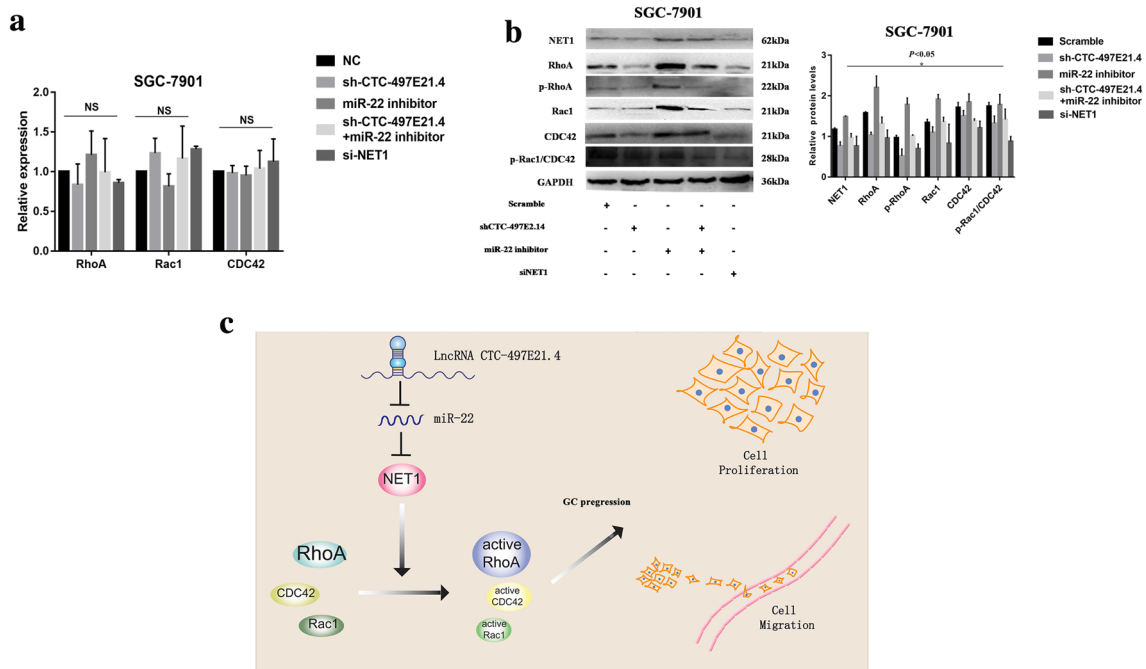 a
SGC-7901
Relative expression
2.0
1.5
1.0
0.5
0.0
NS
NS
NS
RhoA
Rac1
CDC42
NC
sh-CTC-497E21.4
miR-22 inhibitor
sh-CTC-497E21.4
+miR-22 inhibitor
si-NET1
b
SGC-7901
NET1 62kDa
RhoA 21kDa
p-RhoA 22kDa
Rac1 21kDa
CDC42 21kDa
p-Rac1/CDC42 28kDa
GAPDH 36kDa
Scramble + - - - -
shCTC-497E2.14 - + - + -
miR-22 inhibitor - - + + -
siNET1 - - - - +
SGC-7901
Relative protein levels
3
2
1
0
P<0.05
*
NET1
RhoA
p-RhoA
Rac1
CDC42
p-Rac1/CDC42
Scramble
sh-CTC-497E21.4
miR-22 inhibitor
sh-CTC-497E21.4
+miR-22 inhibitor
si-NET1
c
LncRNA CTC-497E21.4
miR-22
NET1
RhoA
CDC42
Rac1
active
RhoA
active
CDC42
active
Rac1
GC pregression
Cell
Proliferation
Cell
Migration